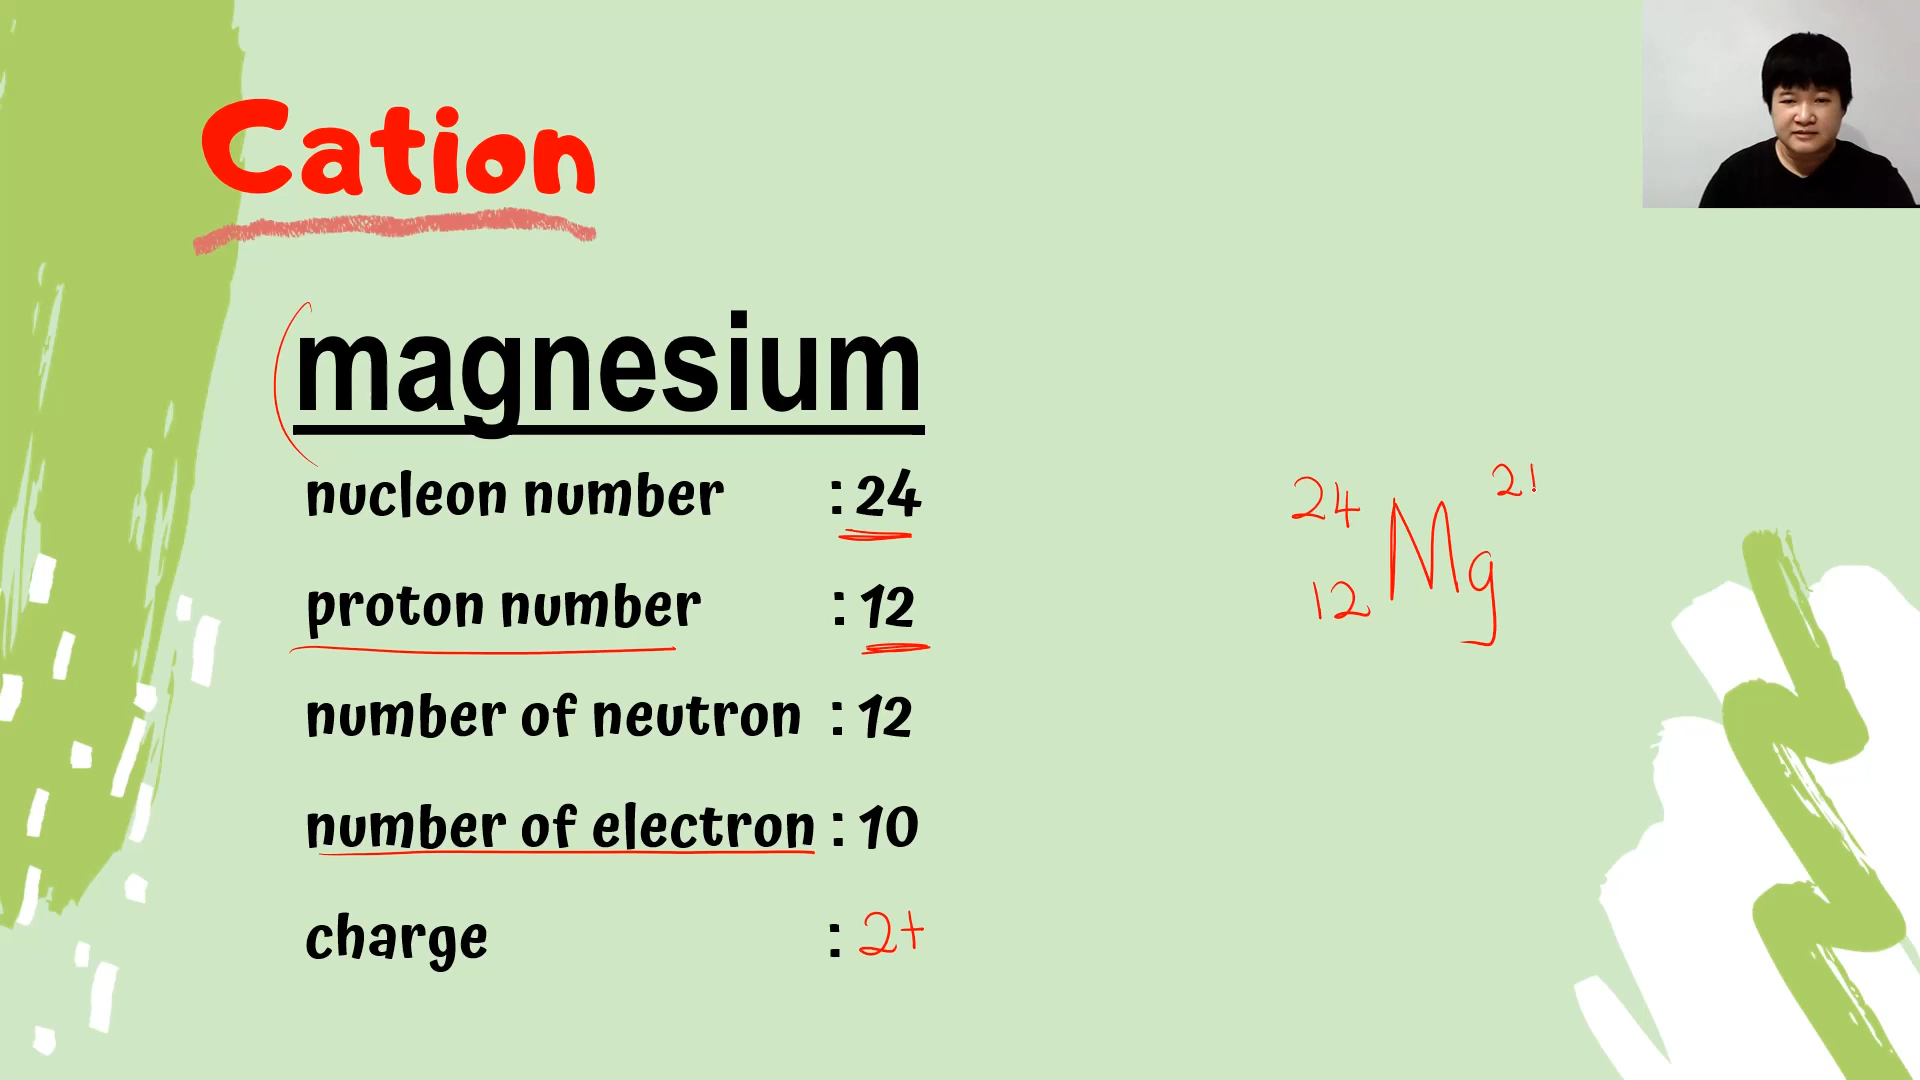 Cation
magnesium
nucleon number : 24
proton number : 12
number of neutron : 12
number of electron : 10
charge : 2+
24
12
Mg
2!